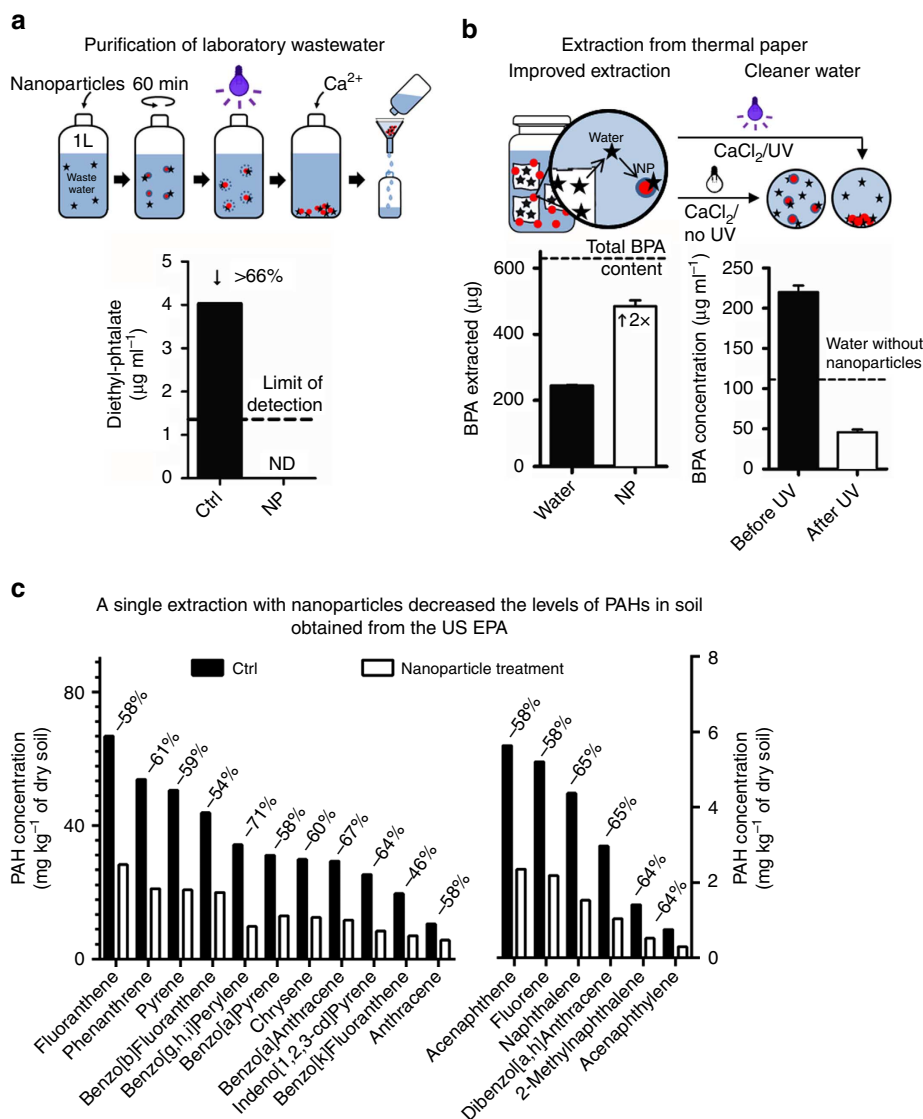 a
Purification of laboratory wastewater
Nanoparticles 60 min Ca2+
1L
Waste
water
5
4
3
2
1
0
Diethyl-phtalate
(µg ml−1)
↓ >66%
Limit of
detection
ND
Ctrl
NP
b
Extraction from thermal paper
Improved extraction Cleaner water
Water
NP
CaCl2/UV
CaCl2/
no UV
Total BPA
content
600
400
200
0
BPA extracted (µg)
↑2×
Water
NP
250
200
150
100
50
0
BPA concentration (µg ml−1)
Water without
nanoparticles
Before UV
After UV
c
A single extraction with nanoparticles decreased the levels of PAHs in soil
obtained from the US EPA
Ctrl
Nanoparticle treatment
80
40
0
PAH concentration
(mg kg−1 of dry soil)
−58%
−61%
−59%
−54%
−71%
−58%
−60%
−67%
−64%
−46%
−58%
Fluoranthene
Phenanthrene
Pyrene
Benzo[b]Fluoranthene
Benzo[g,h,i]Perylene
Benzo[a]Pyrene
Chrysene
Benzo[a]Anthracene
Indeno[1,2,3-cd]Pyrene
Benzo[k]Fluoranthene
Anthracene
−58%
−58%
−65%
−65%
−64%
−64%
8
6
4
2
0
PAH concentration
(mg kg−1 of dry soil)
Acenaphthene
Fluorene
Naphthalene
Dibenzo[a,h]Anthracene
2-Methylnaphthalene
Acenaphthylene